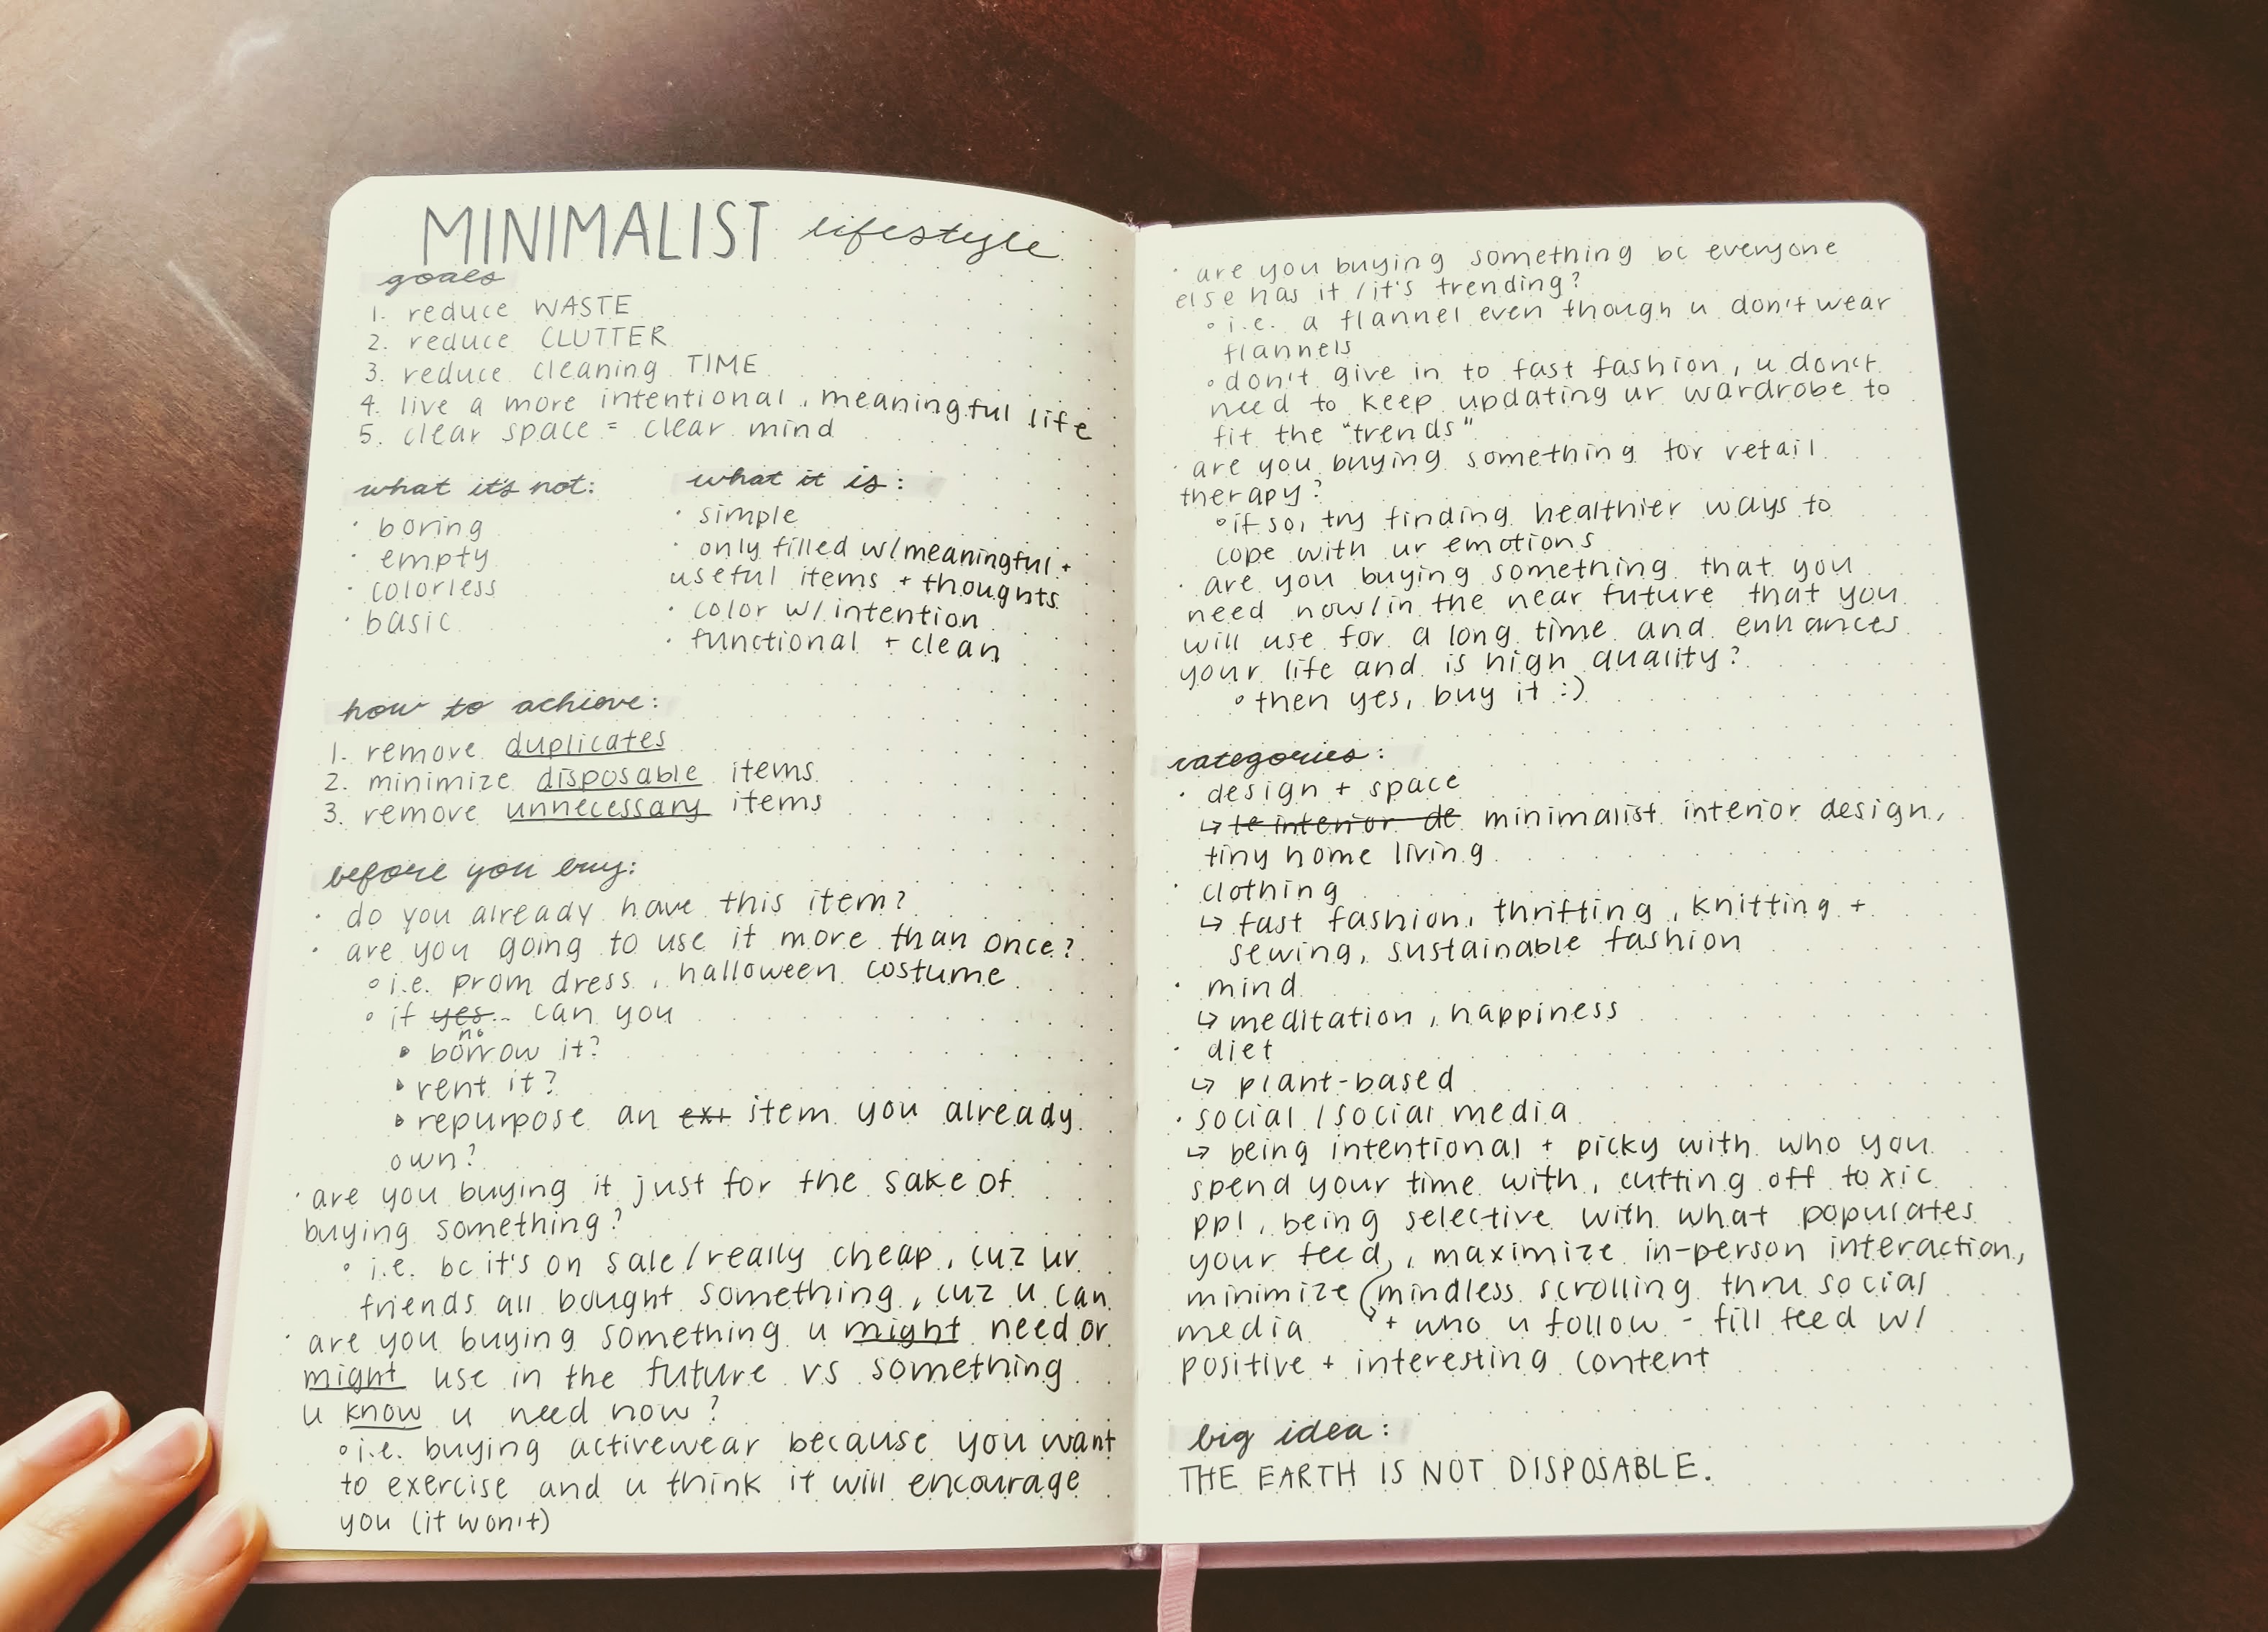 MINIMALIST lifestyle
goals
1. reduce WASTE
2. reduce CLUTTER
3. reduce cleaning TIME
4. live a more intentional, meaningful life
5. clear space = clear mind
what it's not:
· boring
· empty
· colorless
· basic
what it is:
· simple
· only filled w/meaningful +
useful items + thoughts
· color w/ intention
· functional + clean
how to achieve:
1. remove duplicates
2. minimize disposable items
3. remove unnecessary items
before you buy:
· do you already have this item?
· are you going to use it more than once?
◦ i.e. prom dress, halloween costume
◦ if yes.. can you
no
▪ borrow it?
▪ rent it?
▪ repurpose an ext item you already
own?
· are you buying it just for the sake of
buying something?
◦ i.e. bc it's on sale/really cheap, cuz ur
friends all bought something, cuz u can
· are you buying something u might need or
might use in the future vs something
u know u need now?
◦ i.e. buying activewear because you want
to exercise and u think it will encourage
you (it won't)
· are you buying something bc everyone
else has it /it's trending?
◦ i.e. a flannel even though u don't wear
flannels
◦ don't give in to fast fashion, u don't
need to keep updating ur wardrobe to
fit the "trends"
· are you buying something for retail
therapy?
◦ if so, try finding healthier ways to
cope with ur emotions
· are you buying something that you
need now/in the near future that you
will use for a long time and enhances
your life and is high quality?
◦ then yes, buy it :)
categories:
· design + space
↳ te interior de minimalist interior design,
tiny home living
· clothing
↳ fast fashion, thrifting, knitting +
sewing, sustainable fashion
· mind
↳ meditation, happiness
· diet
↳ plant-based
· social /social media
↳ being intentional + picky with who you
spend your time with, cutting off toxic
ppl, being selective with what populates
your feed, maximize in-person interaction,
minimize mindless scrolling thru social
media + who u follow - fill feed w/
positive + interesting content
big idea:
THE EARTH IS NOT DISPOSABLE.